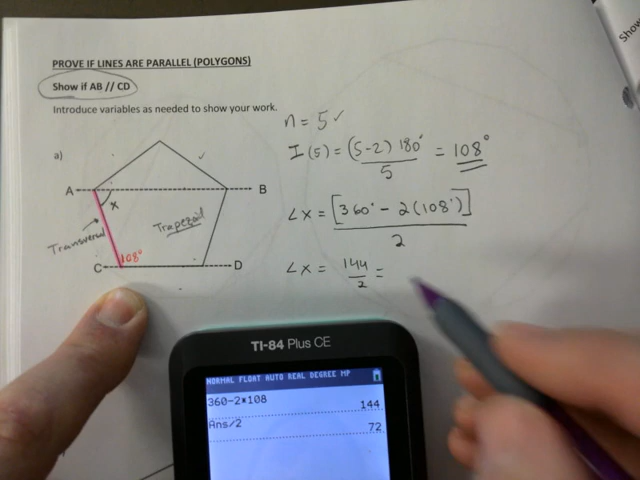 PROVE IF LINES ARE PARALLEL (POLYGONS)
Show if AB // CD
Introduce variables as needed to show your work.
n = 5 ✓
a)
I(5) = (5-2) 180° / 5 = 108°
A B
x
∠x = [360° - 2(108°)] / 2
Trapezoid
Transversal
108°
C D
∠x = 144 / 2 =
TI-84 Plus CE
NORMAL FLOAT AUTO REAL DEGREE MP
360-2*108
144
Ans/2
72
Show